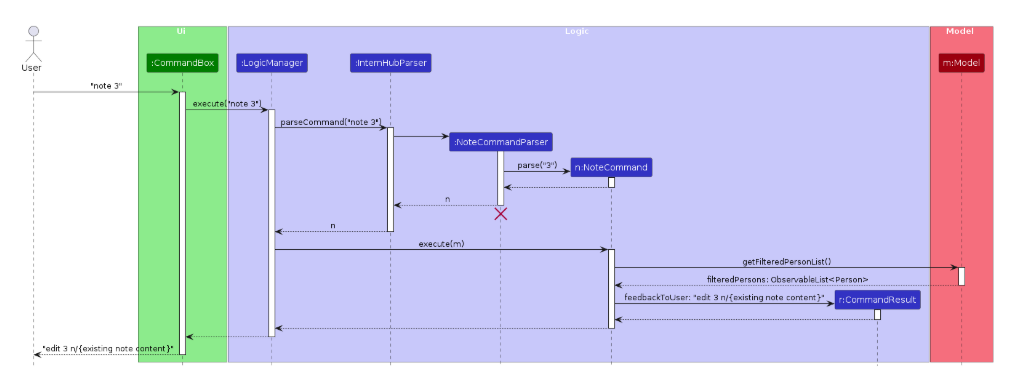 UI
Logic
Model
User
:CommandBox
:LogicManager
:InternHubParser
m:Model
"note 3"
execute("note 3")
parseCommand("note 3")
:NoteCommandParser
parse("3")
n:NoteCommand
n
n
execute(m)
getFilteredPersonList()
filteredPersons: ObservableList<Person>
feedbackToUser: "edit 3 n/{existing note content}"
r:CommandResult
"edit 3 n/{existing note content}"